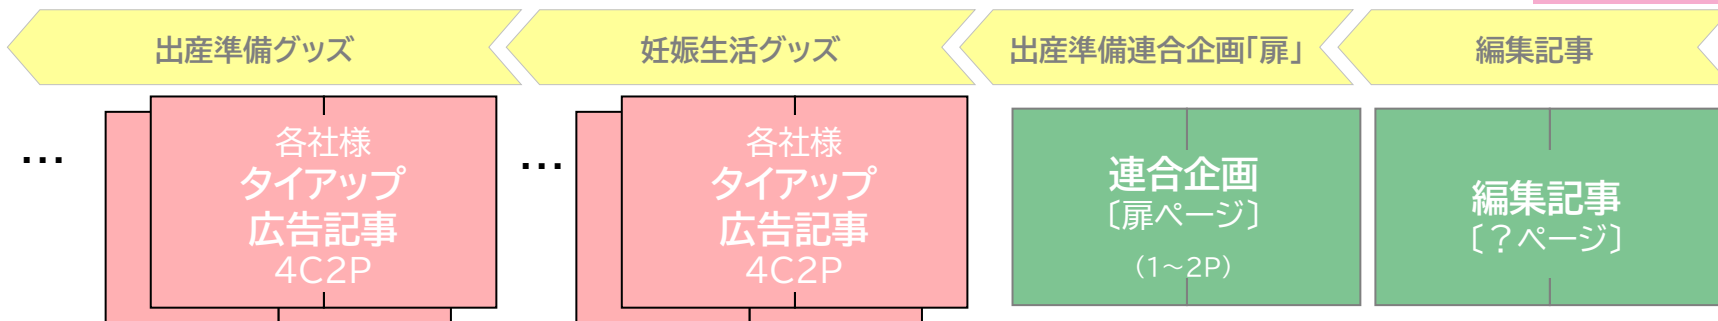 出産準備グッズ
妊娠生活グッズ
出産準備連合企画「扉」
編集記事
…
各社様
タイアップ
広告記事
4C2P
…
各社様
タイアップ
広告記事
4C2P
連合企画
〔扉ページ〕
(1～2P)
編集記事
〔？ページ〕